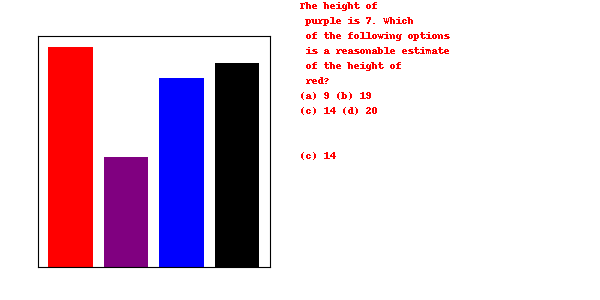 The height of
purple is 7. Which
of the following options
is a reasonable estimate
of the height of
red?
(a) 9 (b) 19
(c) 14 (d) 20
(c) 14